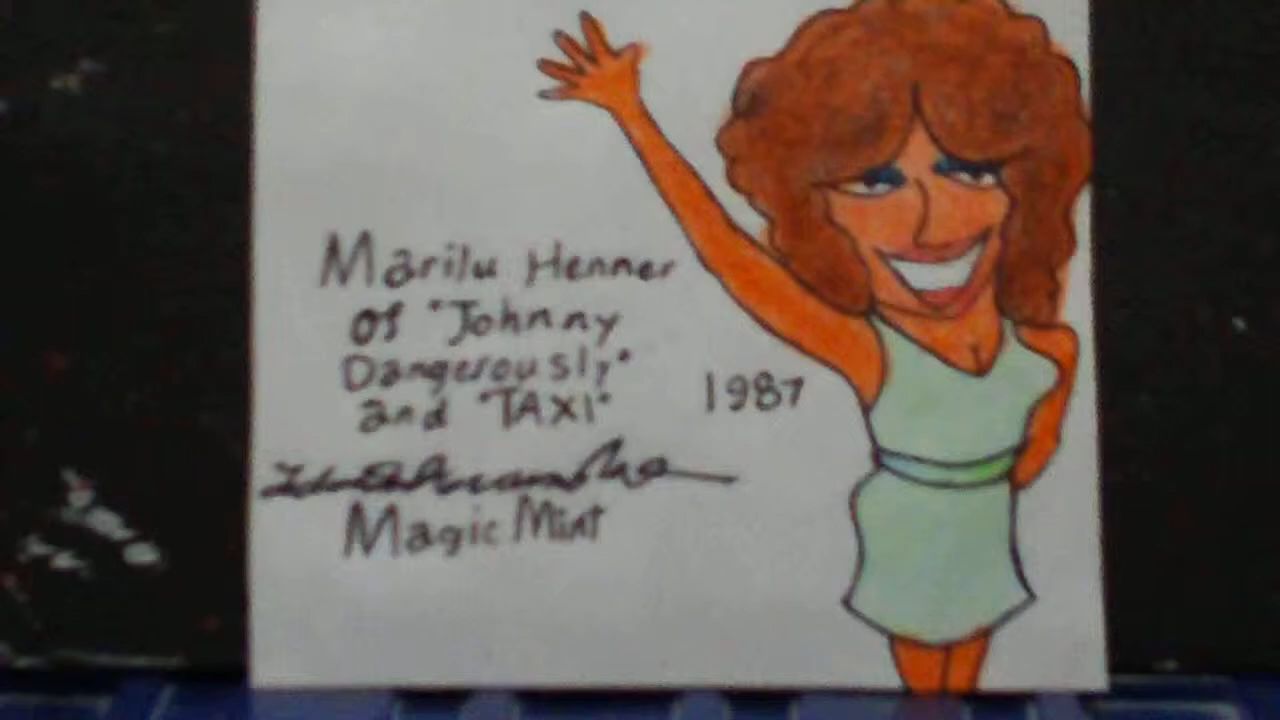 Marilu Henner
of "Johnny
Dangerously"
and "TAXI"
1987
Magic Mint